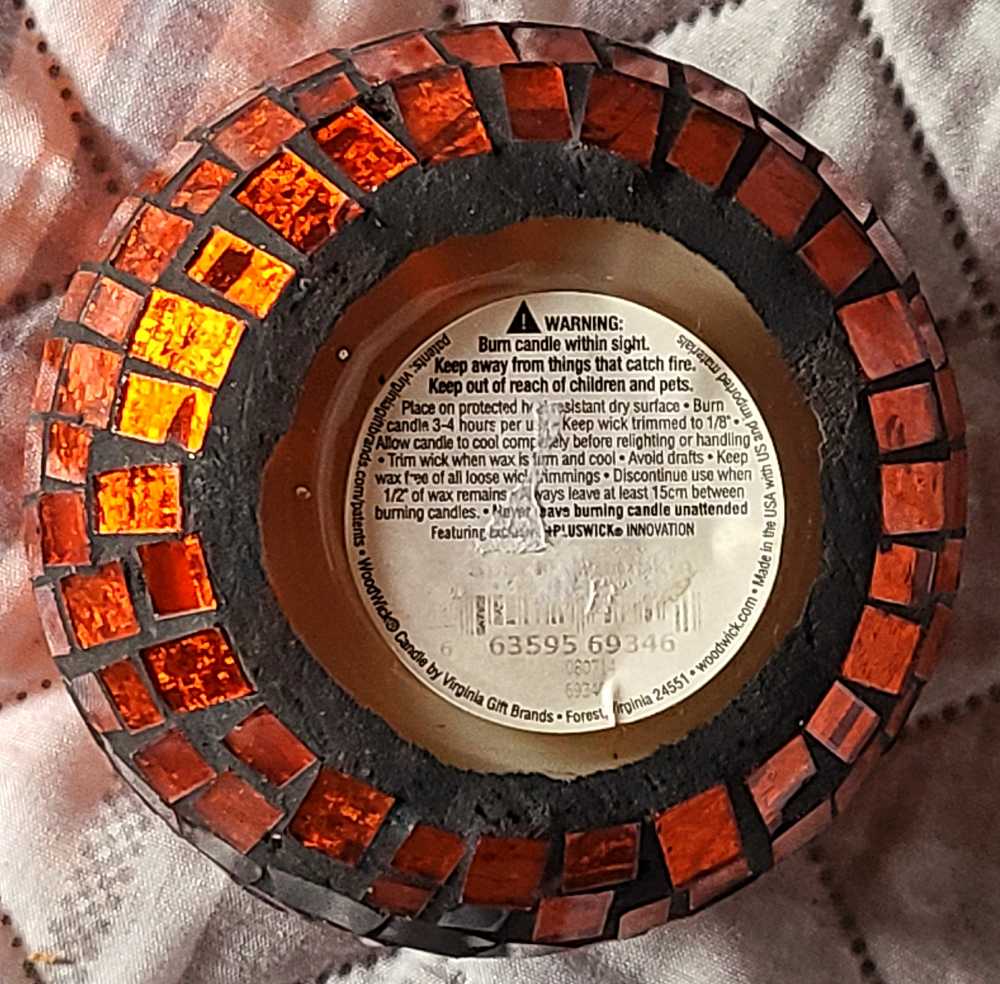 WARNING:
Burn candle within sight.
Keep away from things that catch fire.
Keep out of reach of children and pets.
Place on protected resistant dry surface • Burn
candle 3-4 hours per Keep wick trimmed to 1/8" •
Allow candle to cool before relighting or handling
• Trim wick when wax is firm and cool • Avoid drafts • Keep
wax free of all loose wick trimmings • Discontinue use when
1/2" of wax remains leave at least 15cm between
burning candles. • Never leave burning candle unattended
Featuring PLUSWICK® INNOVATION
6 63595 69346
080714
patents, virginiagiftbrands.com/patents • WoodWick® Candle by Virginia Gift Brands • Forest, Virginia 24551 • woodwick.com • Made in the USA with US and imported materials